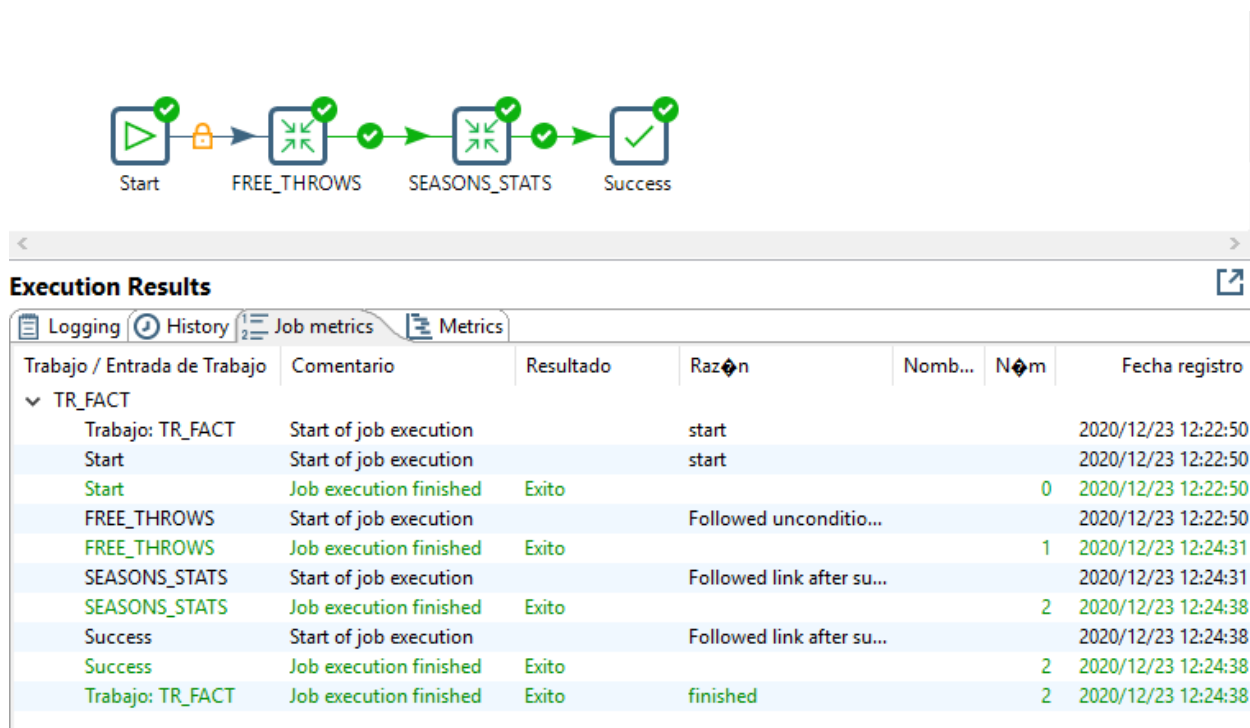 Start FREE_THROWS SEASONS_STATS Success
Execution Results
Logging History Job metrics Metrics
Trabajo / Entrada de Trabajo Comentario Resultado Raz�n Nomb... N�m Fecha registro
TR_FACT
Trabajo: TR_FACT Start of job execution start 2020/12/23 12:22:50
Start Start of job execution start 2020/12/23 12:22:50
Start Job execution finished Exito 0 2020/12/23 12:22:50
FREE_THROWS Start of job execution Followed unconditio... 2020/12/23 12:22:50
FREE_THROWS Job execution finished Exito 1 2020/12/23 12:24:31
SEASONS_STATS Start of job execution Followed link after su... 2020/12/23 12:24:31
SEASONS_STATS Job execution finished Exito 2 2020/12/23 12:24:38
Success Start of job execution Followed link after su... 2020/12/23 12:24:38
Success Job execution finished Exito 2 2020/12/23 12:24:38
Trabajo: TR_FACT Job execution finished Exito finished 2 2020/12/23 12:24:38